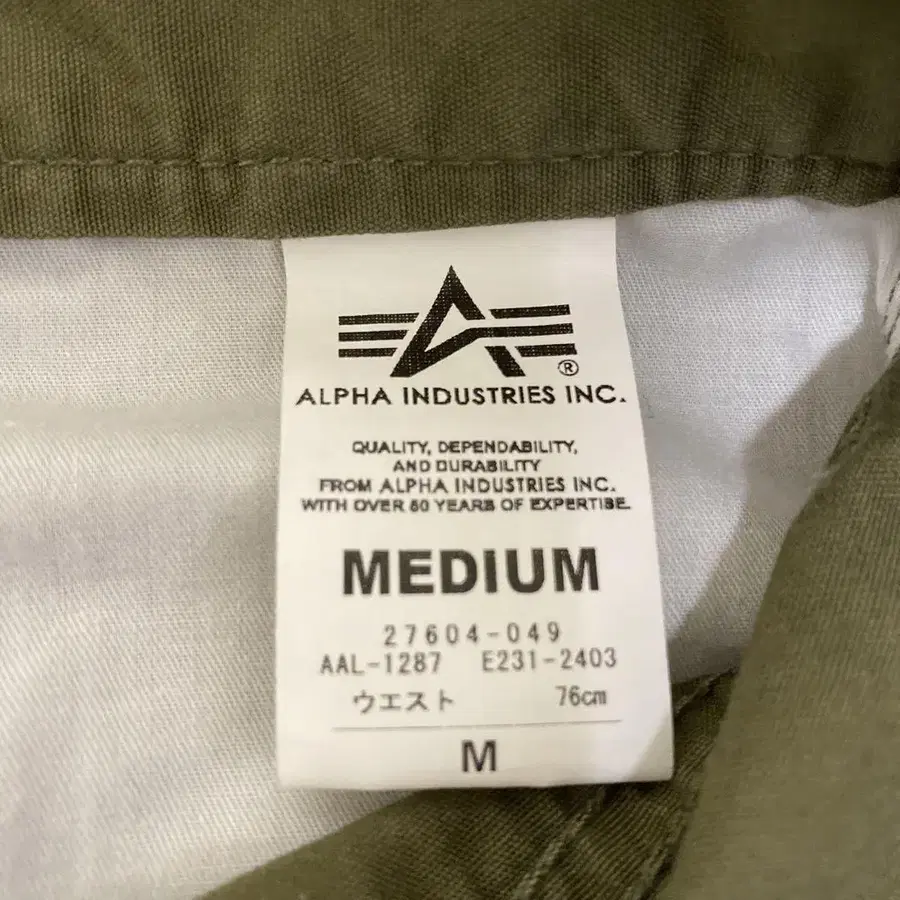 ®
ALPHA INDUSTRIES INC.
QUALITY, DEPENDABILITY,
AND DURABILITY
FROM ALPHA INDUSTRIES INC.
WITH OVER 50 YEARS OF EXPERTISE.
MEDIUM
27604-049
AAL-1287 E231-2403
ウエスト 76cm
M